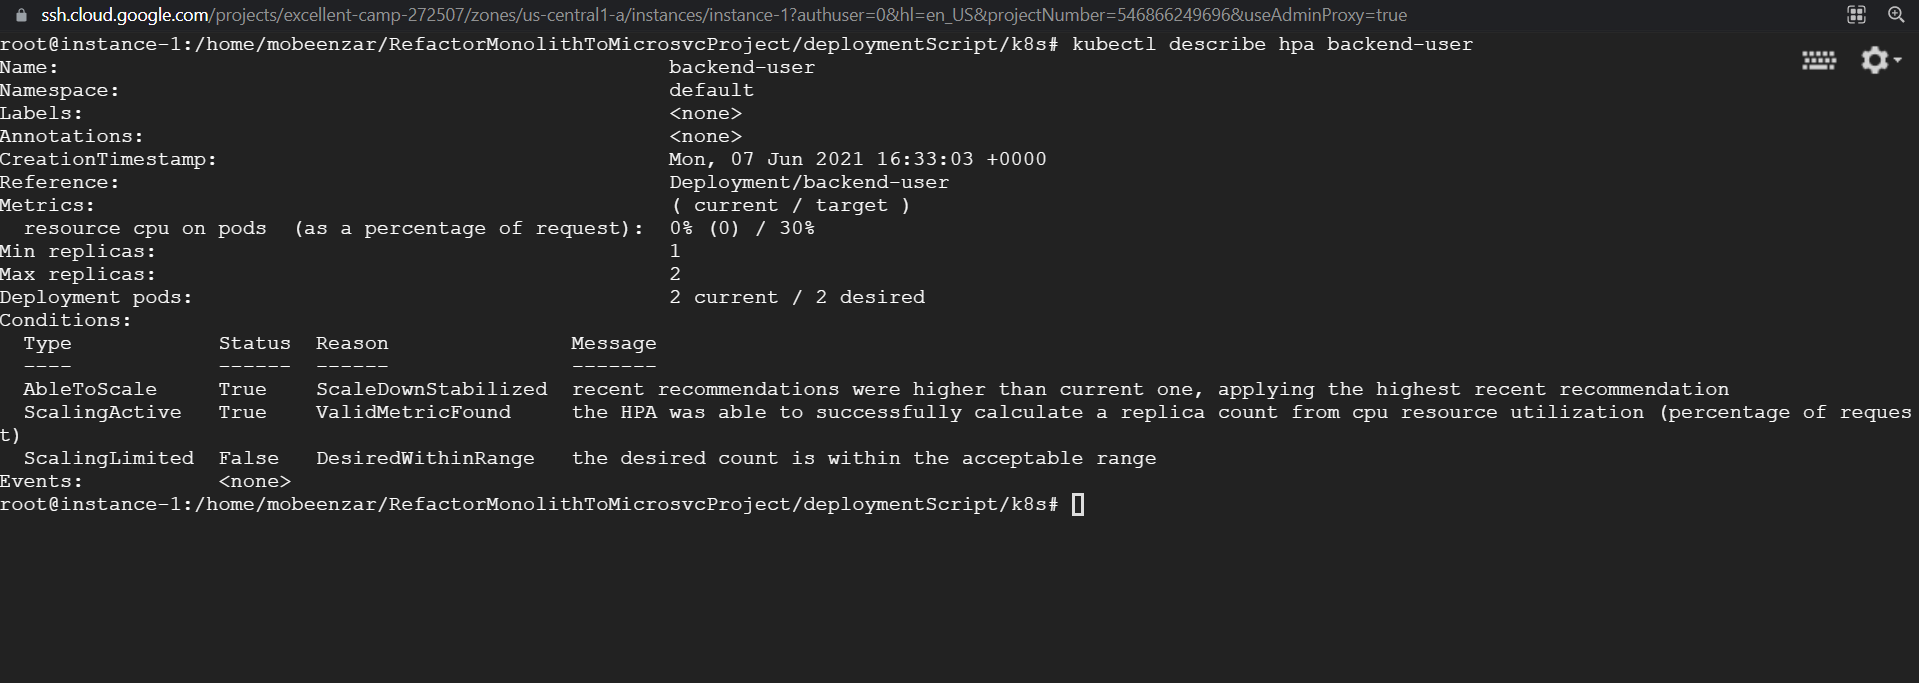 ssh.cloud.google.com/projects/excellent-camp-272507/zones/us-central1-a/instances/instance-1?authuser=0&hl=en_US&projectNumber=546866249696&useAdminProxy=true
root@instance-1:/home/mobeenzar/RefactorMonolithToMicrosvcProject/deploymentScript/k8s# kubectl describe hpa backend-user
Name: backend-user
Namespace: default
Labels: <none>
Annotations: <none>
CreationTimestamp: Mon, 07 Jun 2021 16:33:03 +0000
Reference: Deployment/backend-user
Metrics: ( current / target )
  resource cpu on pods  (as a percentage of request):  0% (0) / 30%
Min replicas: 1
Max replicas: 2
Deployment pods: 2 current / 2 desired
Conditions:
  Type            Status  Reason               Message
  ----            ------  ------               -------
  AbleToScale     True    ScaleDownStabilized  recent recommendations were higher than current one, applying the highest recent recommendation
  ScalingActive   True    ValidMetricFound     the HPA was able to successfully calculate a replica count from cpu resource utilization (percentage of reques
t)
  ScalingLimited  False   DesiredWithinRange   the desired count is within the acceptable range
Events:           <none>
root@instance-1:/home/mobeenzar/RefactorMonolithToMicrosvcProject/deploymentScript/k8s#